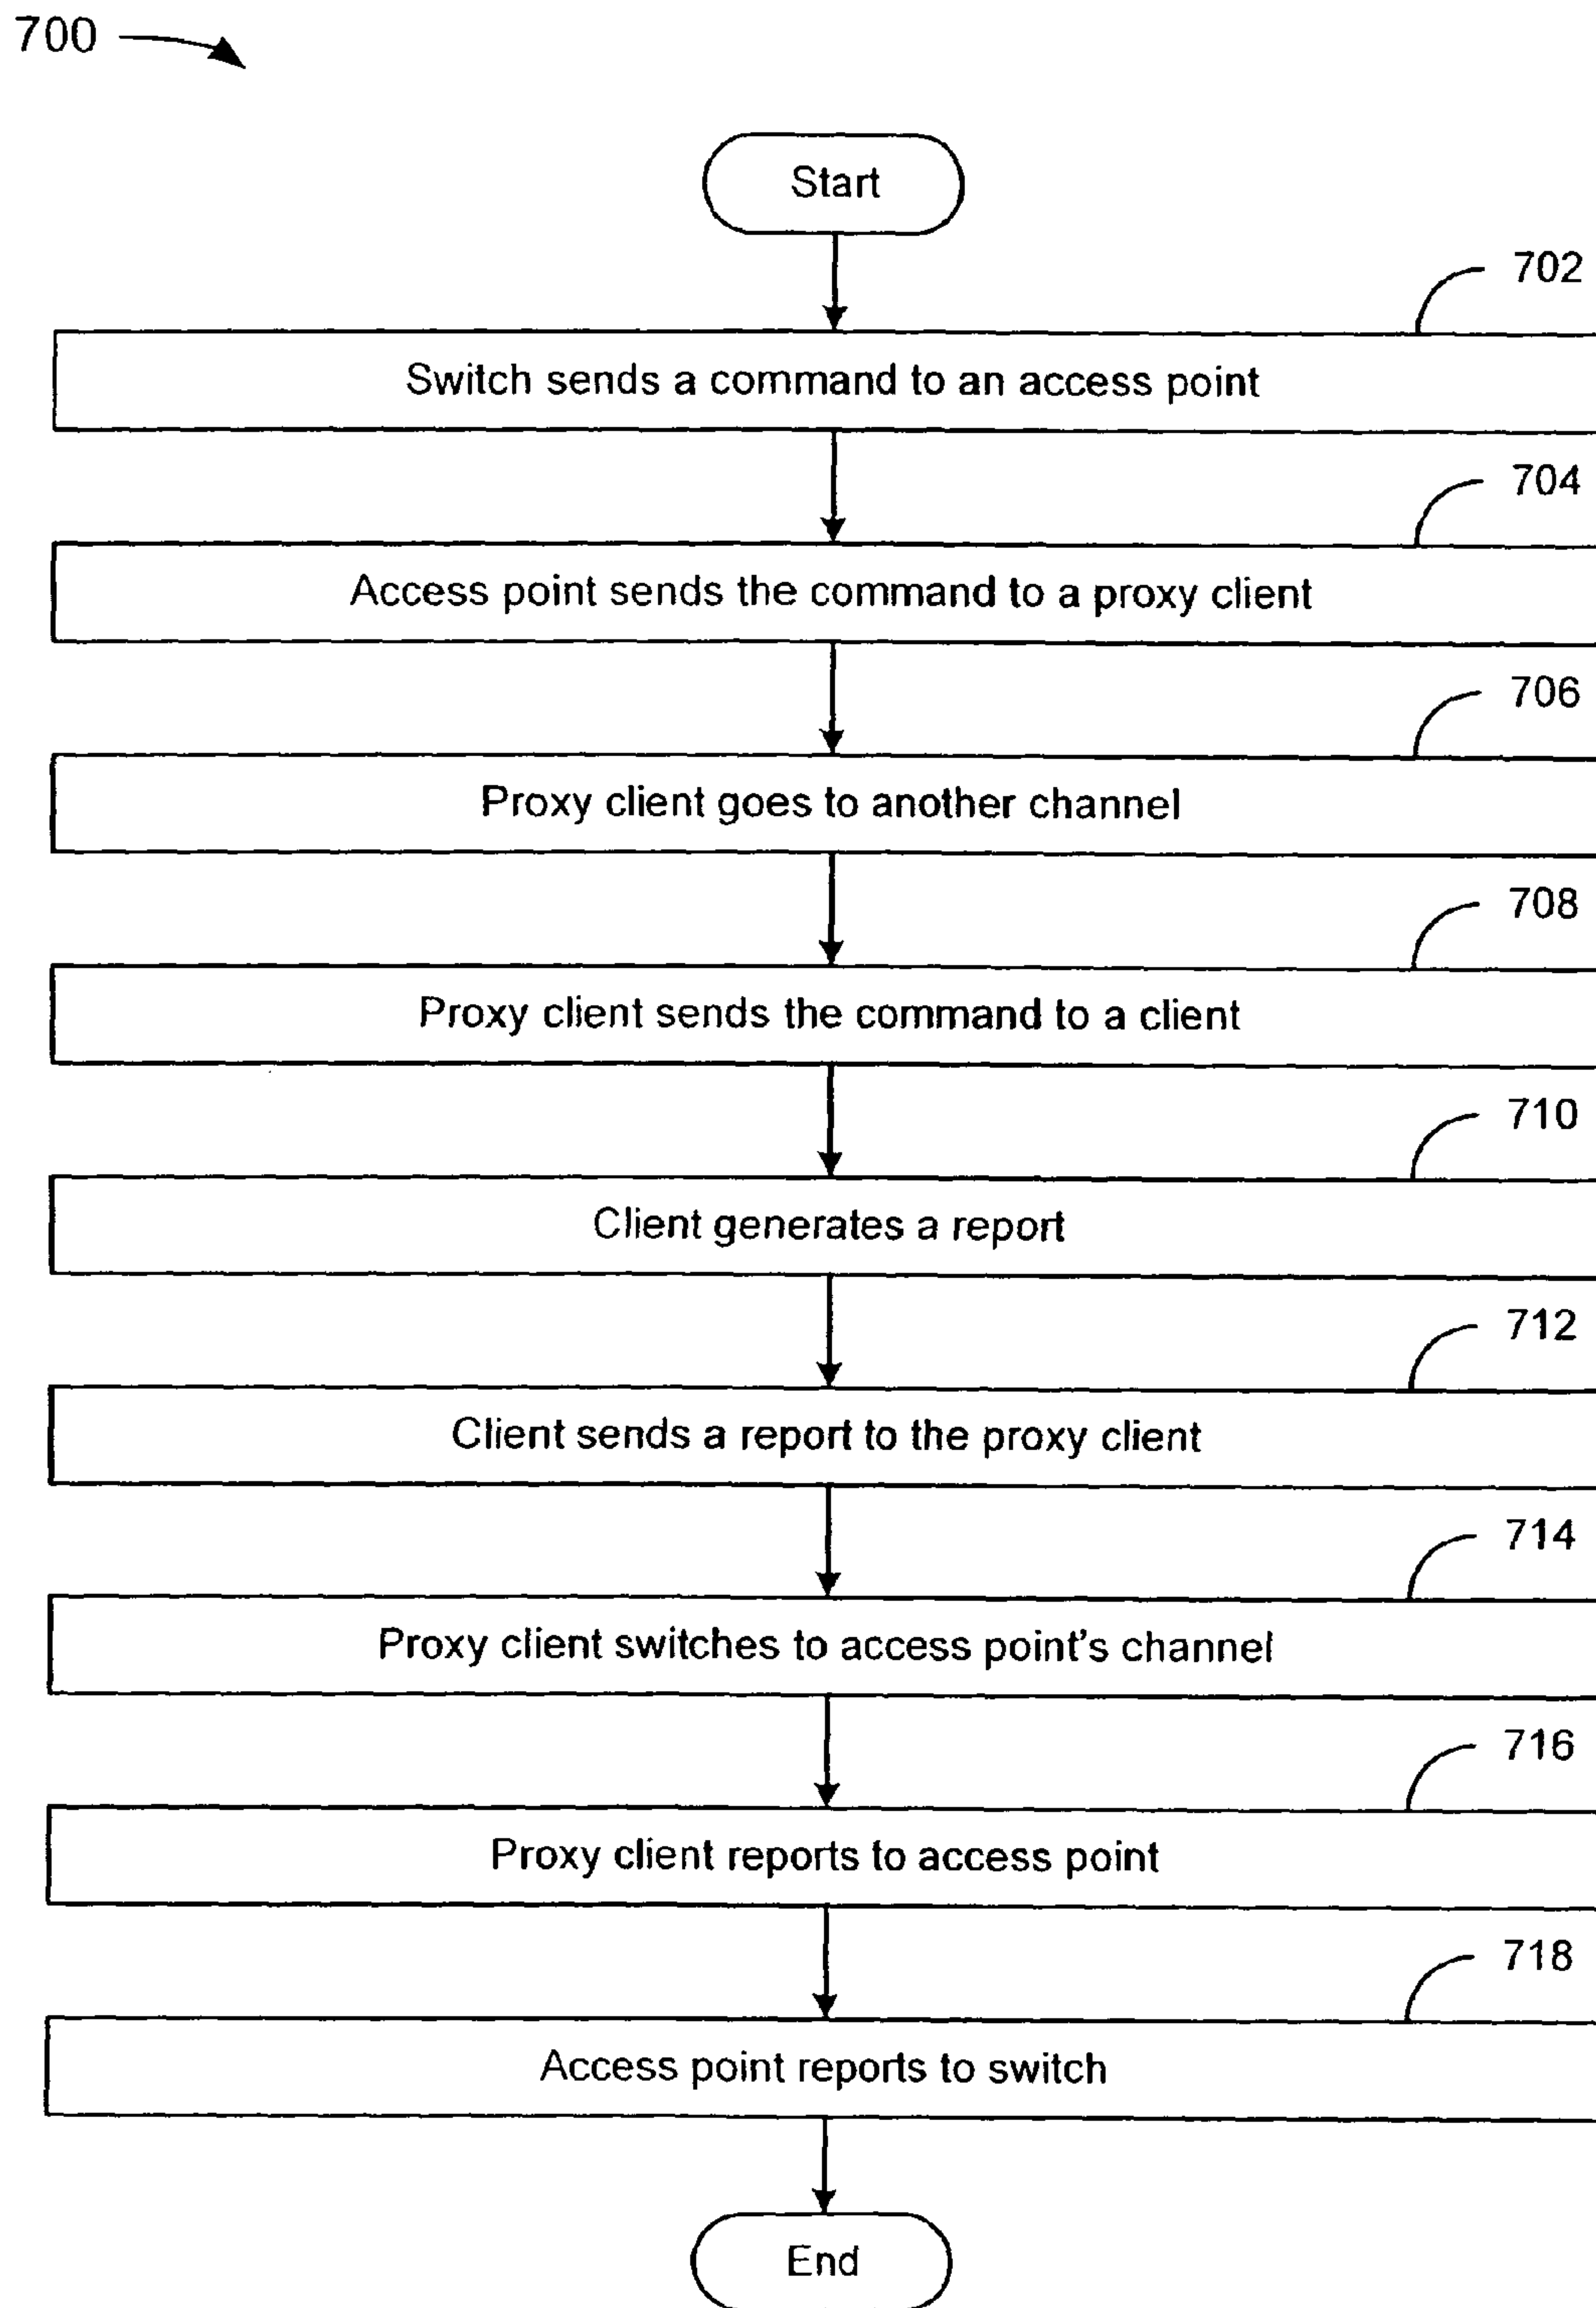 700
Start
702
Switch sends a command to an access point
704
Access point sends the command to a proxy client
706
Proxy client goes to another channel
708
Proxy client sends the command to a client
710
Client generates a report
712
Client sends a report to the proxy client
714
Proxy client switches to access point's channel
716
Proxy client reports to access point
718
Access point reports to switch
End